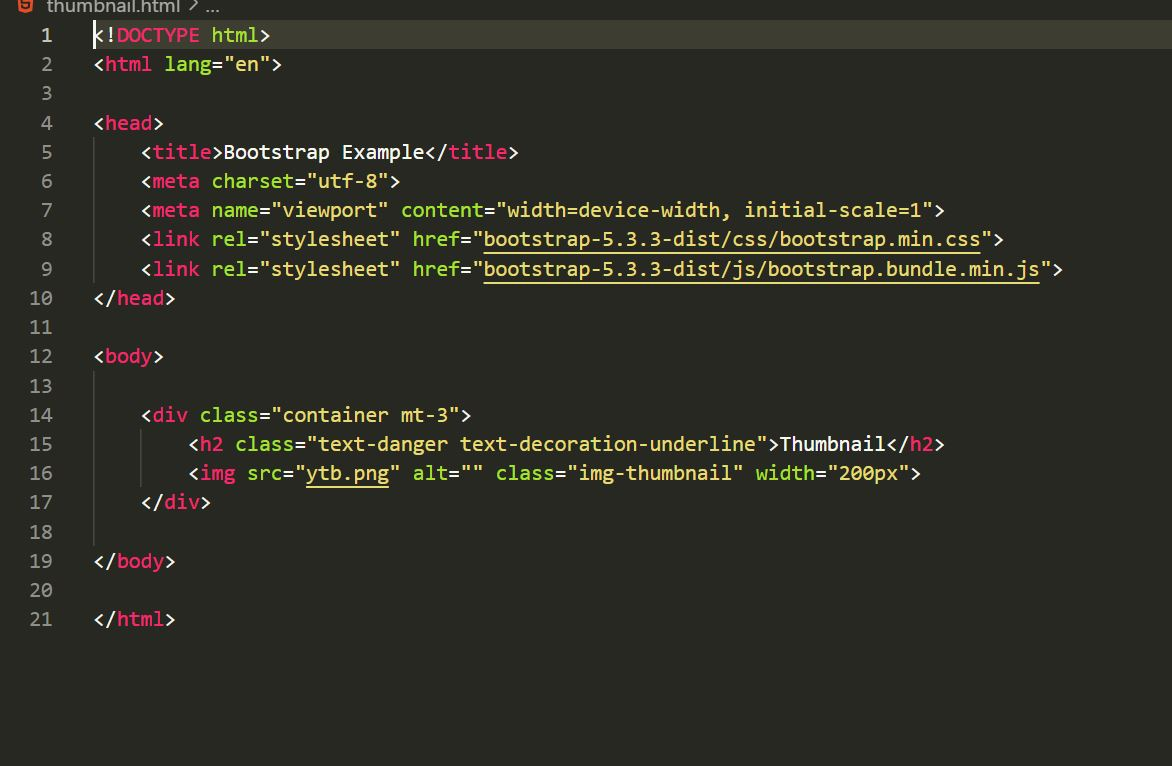 thumbnail.html > ...
1 <!DOCTYPE html>
2 <html lang="en">
3
4 <head>
5     <title>Bootstrap Example</title>
6     <meta charset="utf-8">
7     <meta name="viewport" content="width=device-width, initial-scale=1">
8     <link rel="stylesheet" href="bootstrap-5.3.3-dist/css/bootstrap.min.css">
9     <link rel="stylesheet" href="bootstrap-5.3.3-dist/js/bootstrap.bundle.min.js">
10 </head>
11
12 <body>
13
14     <div class="container mt-3">
15         <h2 class="text-danger text-decoration-underline">Thumbnail</h2>
16         <img src="ytb.png" alt="" class="img-thumbnail" width="200px">
17     </div>
18
19 </body>
20
21 </html>